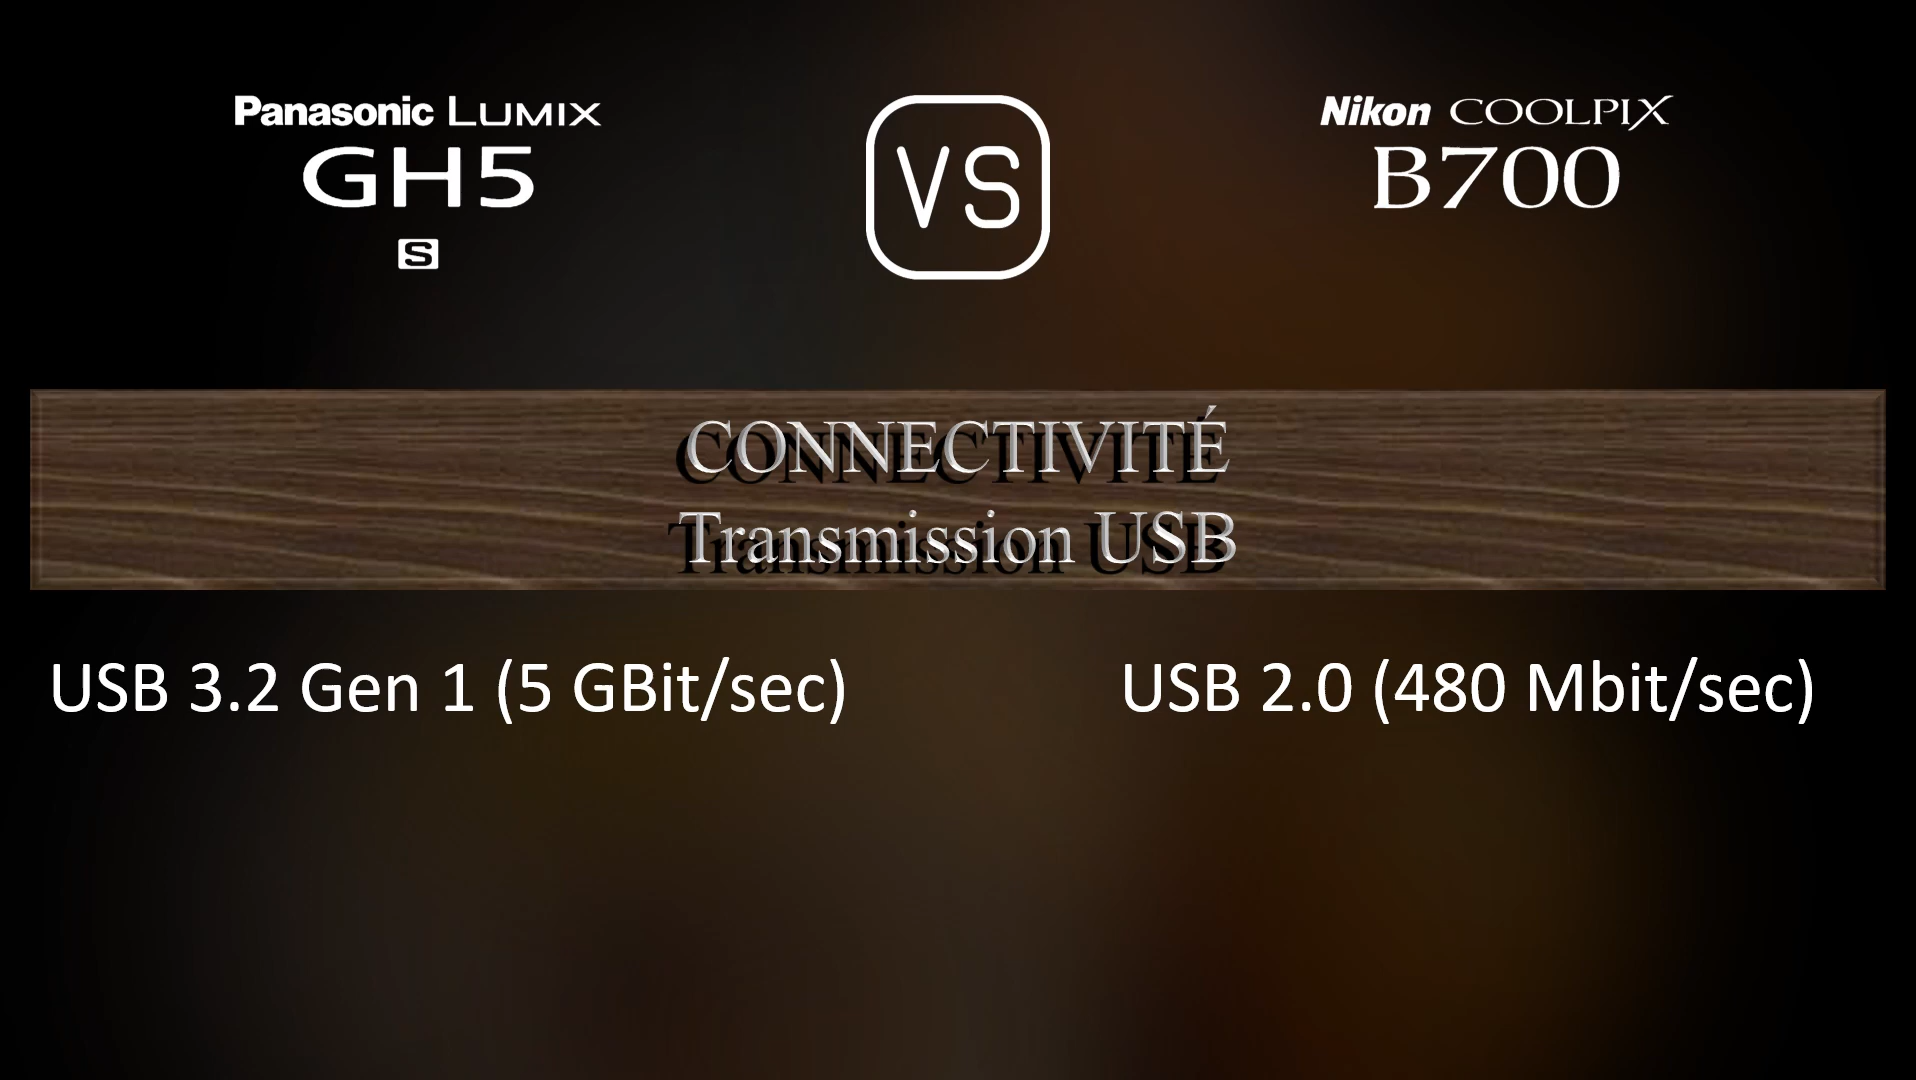 Panasonic LUMIX
GH5
S
VS
Nikon COOLPIX
B700
CONNECTIVITÉ
Transmission USB
USB 3.2 Gen 1 (5 GBit/sec)
USB 2.0 (480 Mbit/sec)